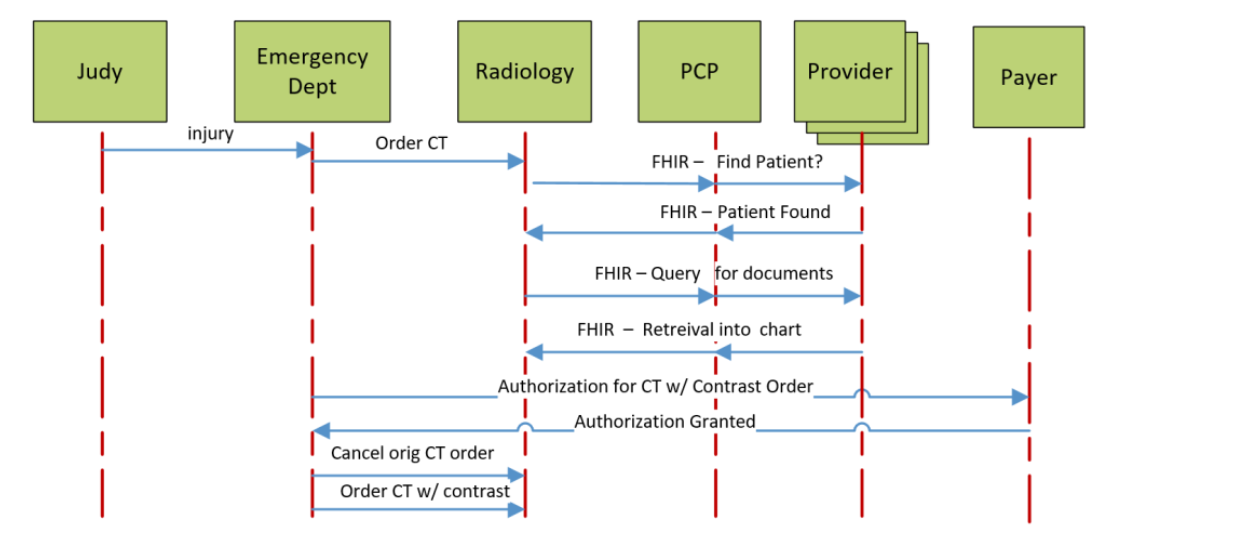 Judy
Emergency
Dept
Radiology
PCP
Provider
Payer
injury
Order CT
FHIR – Find Patient?
FHIR – Patient Found
FHIR – Query for documents
FHIR – Retreival into chart
Authorization for CT w/ Contrast Order
Authorization Granted
Cancel orig CT order
Order CT w/ contrast